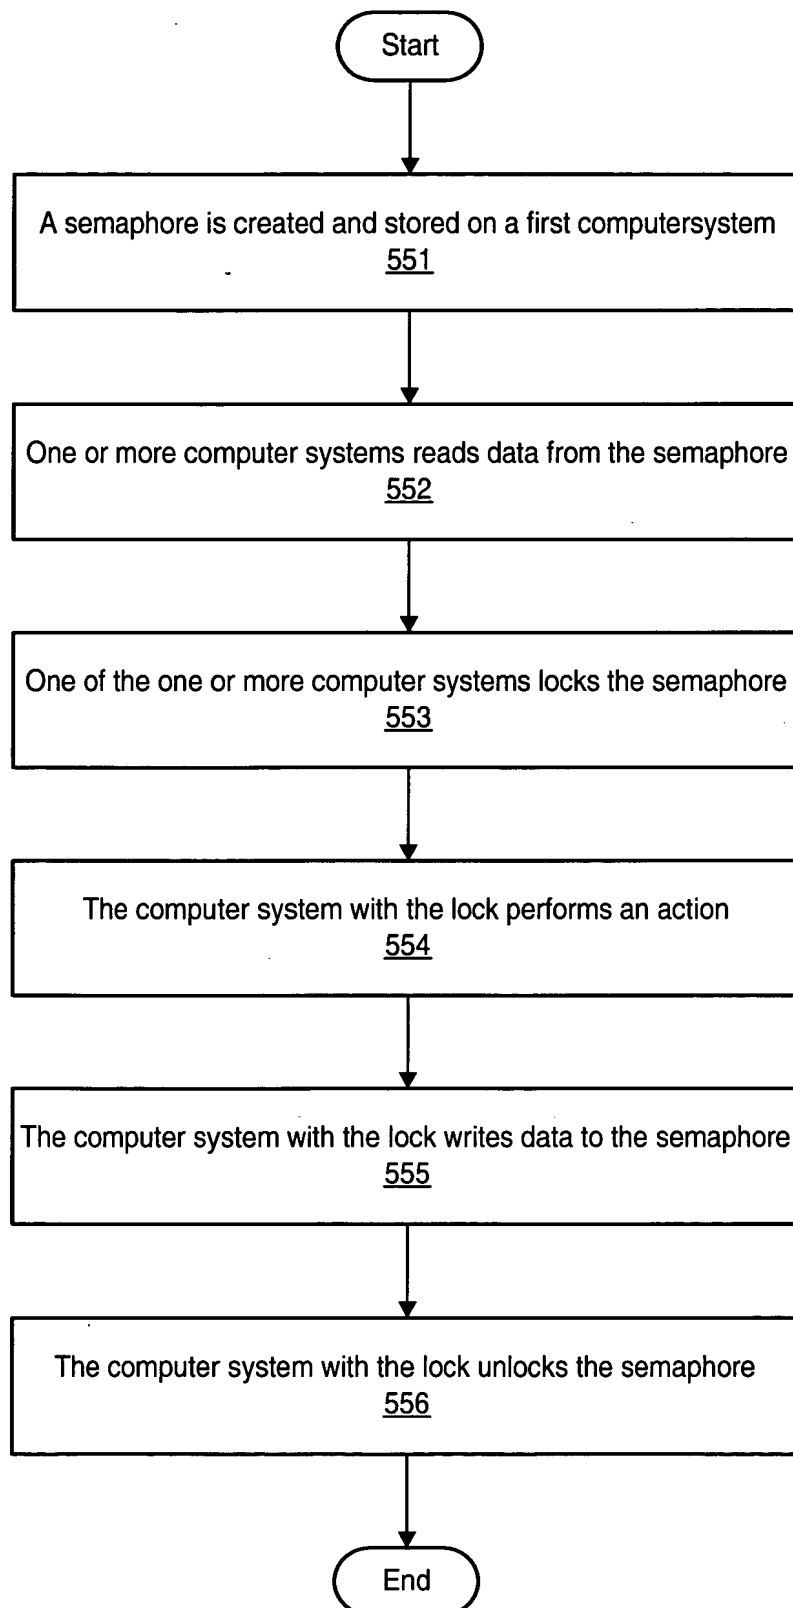 Start
A semaphore is created and stored on a first computersystem
551
One or more computer systems reads data from the semaphore
552
One of the one or more computer systems locks the semaphore
553
The computer system with the lock performs an action
554
The computer system with the lock writes data to the semaphore
555
The computer system with the lock unlocks the semaphore
556
End